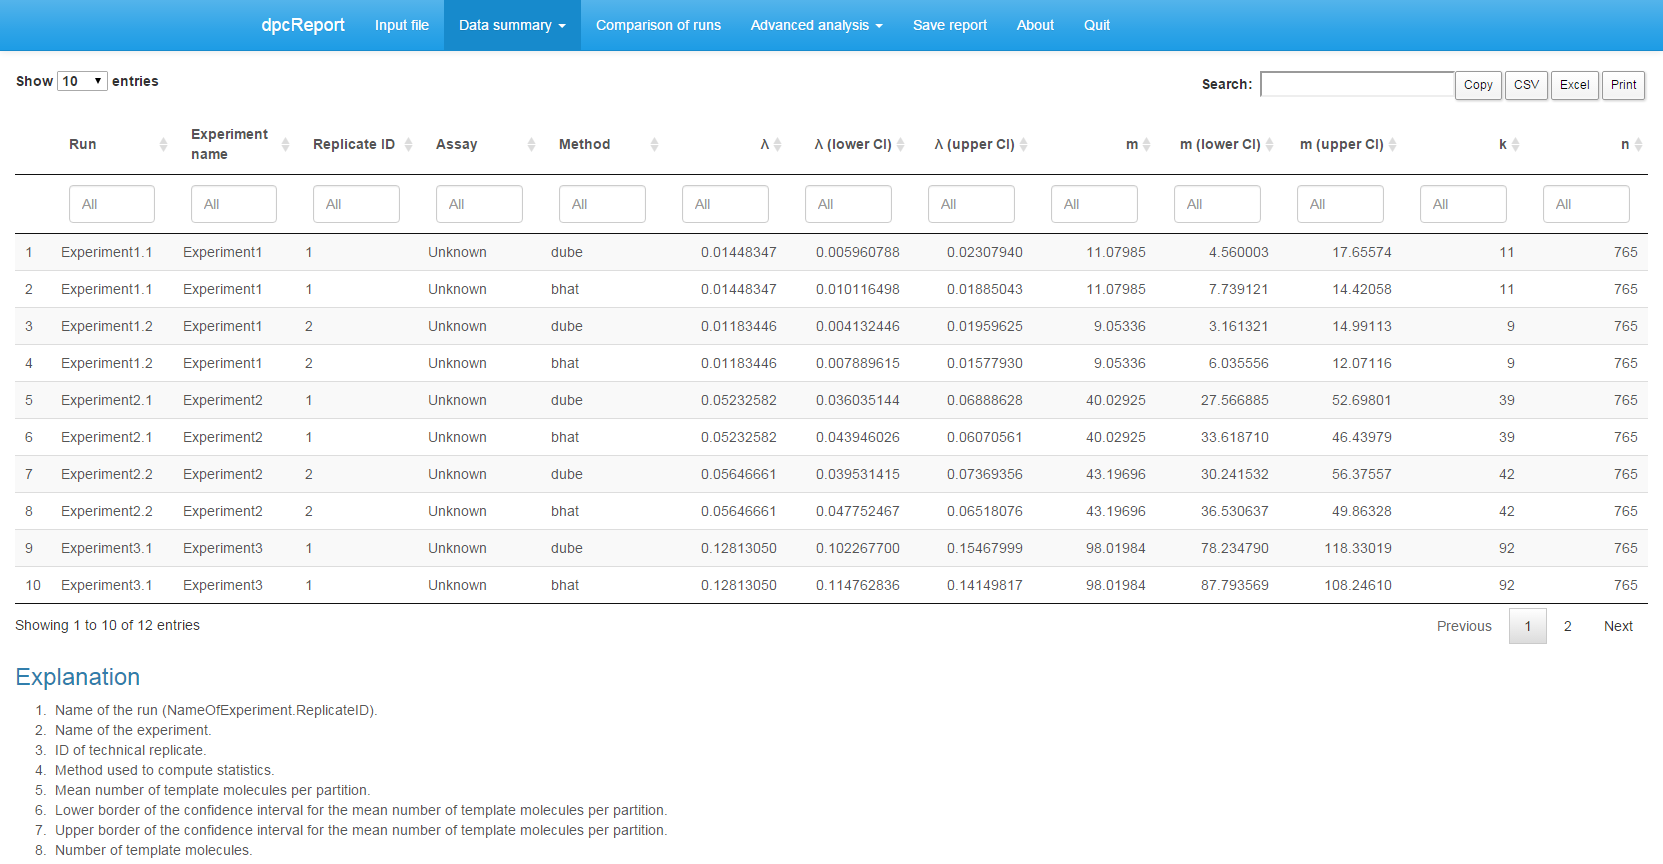 dpcReport Input file Data summary Comparison of runs Advanced analysis Save report About Quit
Show 10 entries Search: Copy CSV Excel Print
Run Experiment name Replicate ID Assay Method λ λ (lower CI) λ (upper CI) m m (lower CI) m (upper CI) k n
All All All All All All All All All All All All All
1 Experiment1.1 Experiment1 1 Unknown dube 0.01448347 0.005960788 0.02307940 11.07985 4.560003 17.65574 11 765
2 Experiment1.1 Experiment1 1 Unknown bhat 0.01448347 0.010116498 0.01885043 11.07985 7.739121 14.42058 11 765
3 Experiment1.2 Experiment1 2 Unknown dube 0.01183446 0.004132446 0.01959625 9.05336 3.161321 14.99113 9 765
4 Experiment1.2 Experiment1 2 Unknown bhat 0.01183446 0.007889615 0.01577930 9.05336 6.035556 12.07116 9 765
5 Experiment2.1 Experiment2 1 Unknown dube 0.05232582 0.036035144 0.06888628 40.02925 27.566885 52.69801 39 765
6 Experiment2.1 Experiment2 1 Unknown bhat 0.05232582 0.043946026 0.06070561 40.02925 33.618710 46.43979 39 765
7 Experiment2.2 Experiment2 2 Unknown dube 0.05646661 0.039531415 0.07369356 43.19696 30.241532 56.37557 42 765
8 Experiment2.2 Experiment2 2 Unknown bhat 0.05646661 0.047752467 0.06518076 43.19696 36.530637 49.86328 42 765
9 Experiment3.1 Experiment3 1 Unknown dube 0.12813050 0.102267700 0.15467999 98.01984 78.234790 118.33019 92 765
10 Experiment3.1 Experiment3 1 Unknown bhat 0.12813050 0.114762836 0.14149817 98.01984 87.793569 108.24610 92 765
Showing 1 to 10 of 12 entries Previous 1 2 Next
Explanation
1. Name of the run (NameOfExperiment.ReplicateID).
2. Name of the experiment.
3. ID of technical replicate.
4. Method used to compute statistics.
5. Mean number of template molecules per partition.
6. Lower border of the confidence interval for the mean number of template molecules per partition.
7. Upper border of the confidence interval for the mean number of template molecules per partition.
8. Number of template molecules.